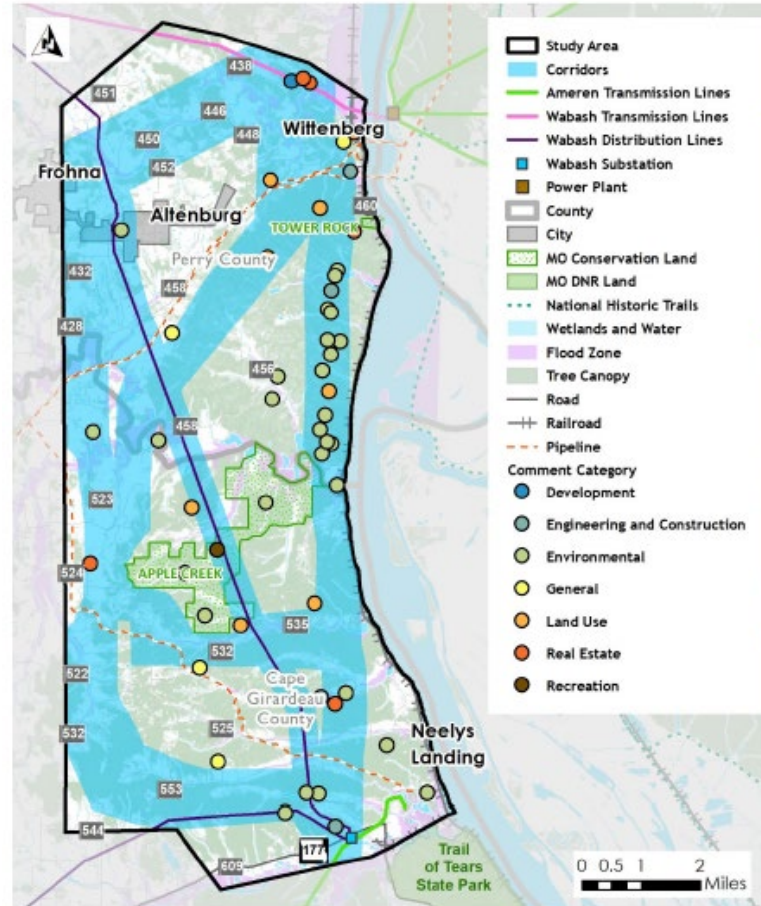 438
451
446
450
448
Wittenberg
452
Frohna
Altenburg
460
TOWER ROCK
Perry County
432
458
428
456
458
523
524
APPLE CREEK
535
532
522
Cape
Girardeau
County
525
Neelys
Landing
532
553
544
177
609
Trail
of Tears
State Park
0 0.5 1 2
Miles
Study Area
Corridors
Ameren Transmission Lines
Wabash Transmission Lines
Wabash Distribution Lines
Wabash Substation
Power Plant
County
City
MO Conservation Land
MO DNR Land
National Historic Trails
Wetlands and Water
Flood Zone
Tree Canopy
Road
Railroad
Pipeline
Comment Category
Development
Engineering and Construction
Environmental
General
Land Use
Real Estate
Recreation